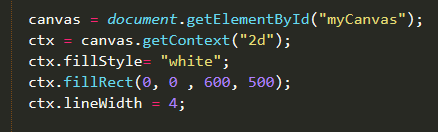 canvas = document.getElementById("myCanvas");
ctx = canvas.getContext("2d");
ctx.fillStyle= "white";
ctx.fillRect(0, 0 , 600, 500);
ctx.lineWidth = 4;